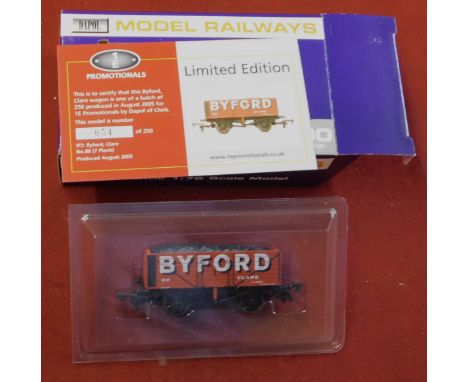 DAPOL MODEL RAILWAYS
1E
PROMOTIONALS
Limited Edition
This is to certify that this Byford,
Clare wagon is one of a batch of
250 produced in August 2005 for
1E Promotionals by Dapol of Chirk.
This model is number
054 of 250
IF2. Byford, Clare
No.88 (7 Plank)
Produced August 2005
BYFORD
www.1epromotionals.co.uk
1:76 Scale Model
BYFORD
CLARE